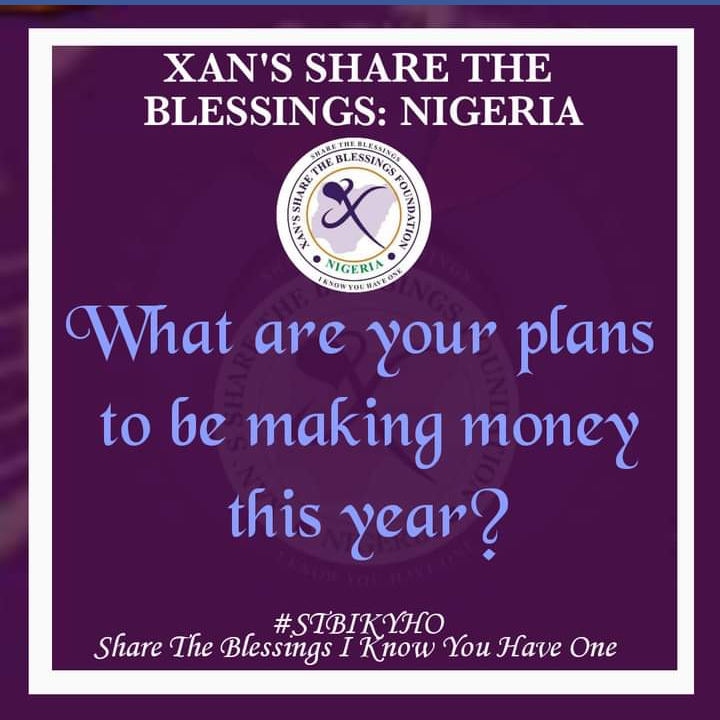 XAN'S SHARE THE
BLESSINGS: NIGERIA
SHARE THE BLESSINGS
XAN'S SHARE THE BLESSINGS FOUNDATION
NIGERIA
I KNOW YOU HAVE ONE
What are your plans
to be making money
this year?
#STBIKYHO
Share The Blessings I Know You Have One